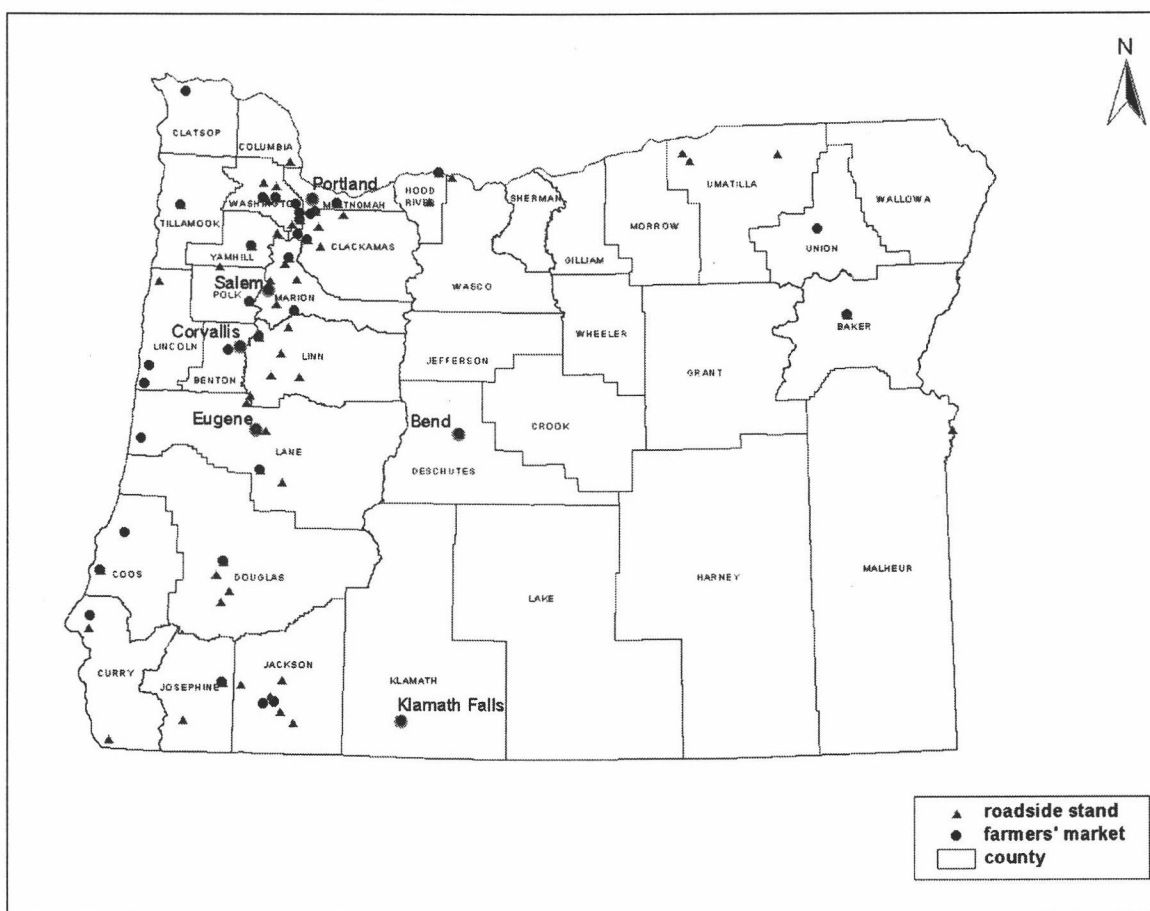 N
CLATSOP
COLUMBIA
Portland
HOOD
RIVER
SHERMAN
UMATILLA
WALLOWA
WASHINGTON
MULTNOMAH
TILLAMOOK
MORROW
UNION
YAMHILL
CLACKAMAS
GILLIAM
Salem
POLK
MARION
WASCO
BAKER
Corvallis
LINCOLN
LINN
WHEELER
JEFFERSON
BENTON
GRANT
Eugene
Bend
CROOK
LANE
DESCHUTES
COOS
DOUGLAS
HARNEY
MALHEUR
LAKE
CURRY
JOSEPHINE
JACKSON
KLAMATH
Klamath Falls
roadside stand
farmers' market
county